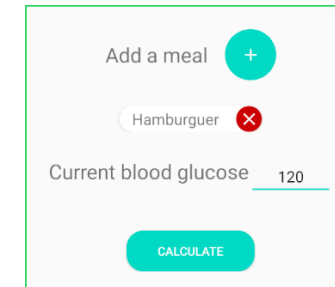 Add a meal +
Hamburguer
Current blood glucose 120
CALCULATE